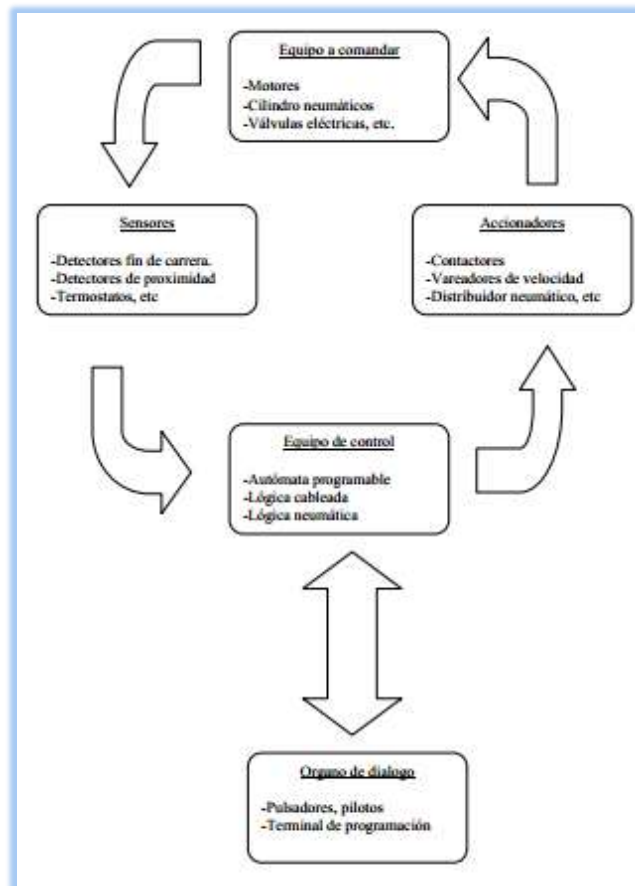 Equipo a comandar
-Motores
-Cilindro neumáticos
-Válvulas eléctricas, etc.
Sensores
-Detectores fin de carrera.
-Detectores de proximidad
-Termostatos, etc
Accionadores
-Contactores
-Vareadores de velocidad
-Distribuidor neumático, etc
Equipo de control
-Autómata programable
-Lógica cableada
-Lógica neumática
Organo de dialogo
-Pulsadores, pilotos
-Terminal de programación